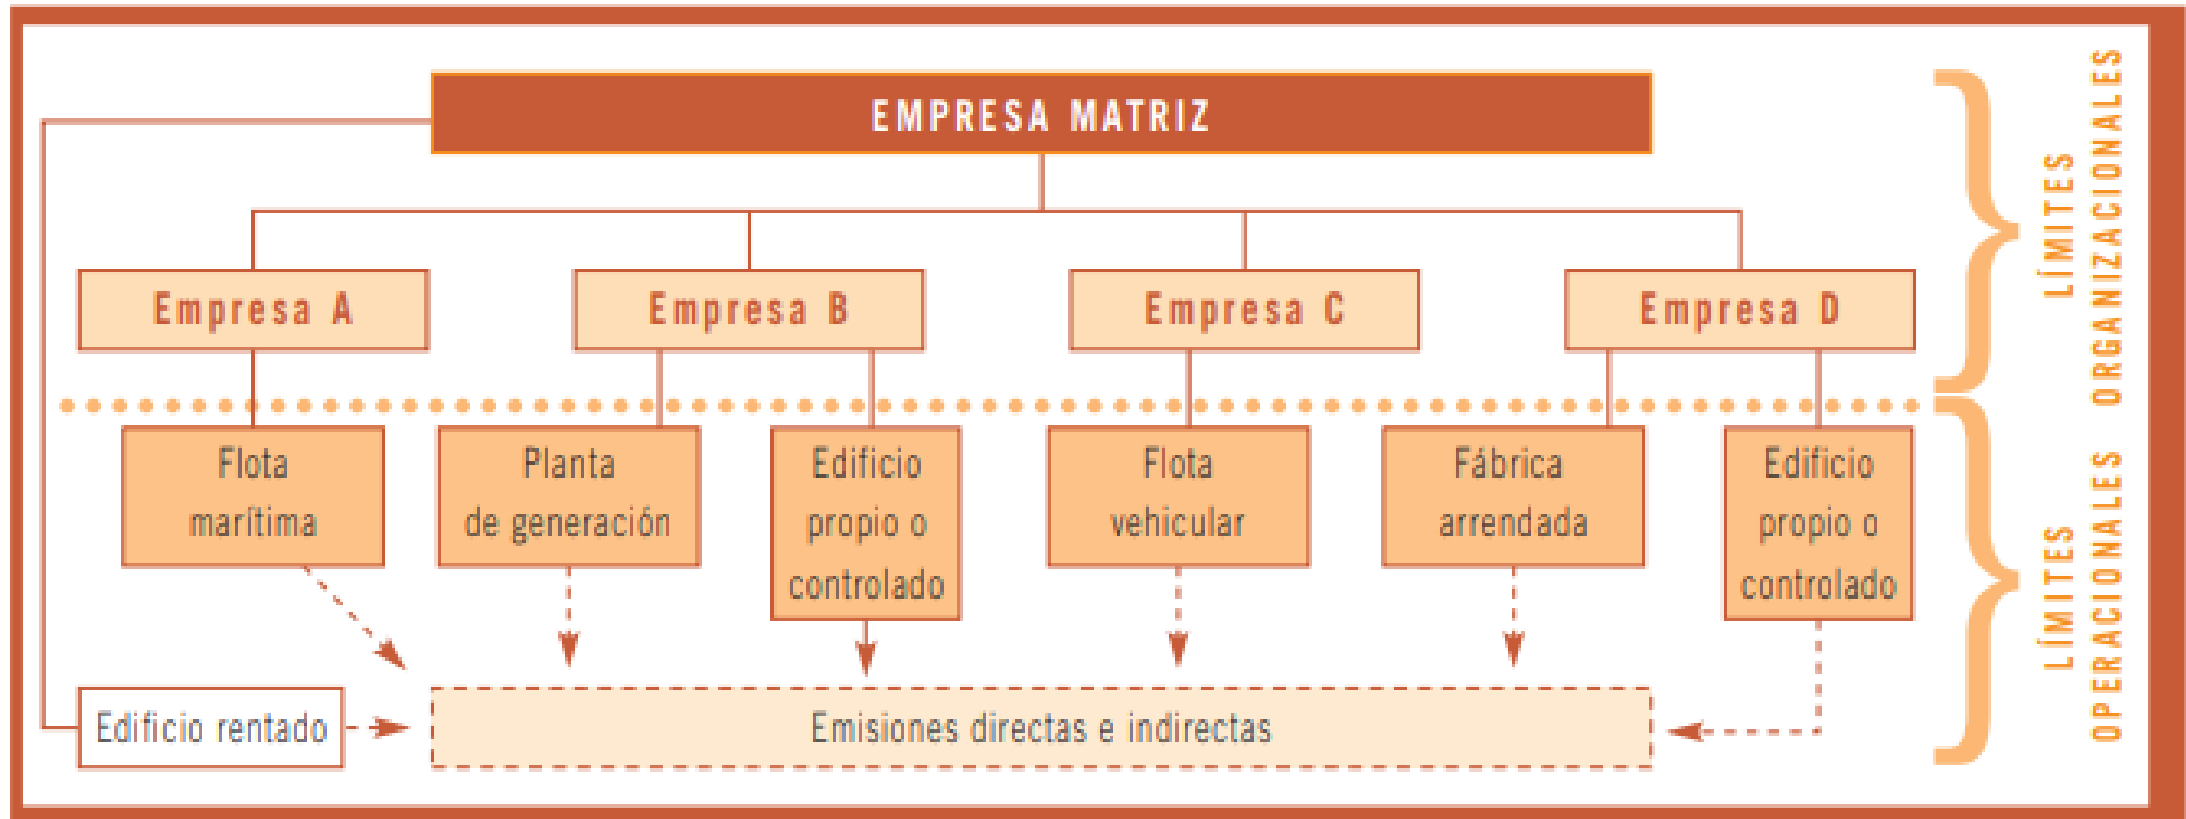 EMPRESA MATRIZ
Empresa A
Empresa B
Empresa C
Empresa D
LÍMITES
ORGANIZACIONALES
Flota
marítima
Planta
de generación
Edificio
propio o
controlado
Flota
vehicular
Fábrica
arrendada
Edificio
propio o
controlado
LÍMITES
OPERACIONALES
Edificio rentado
Emisiones directas e indirectas